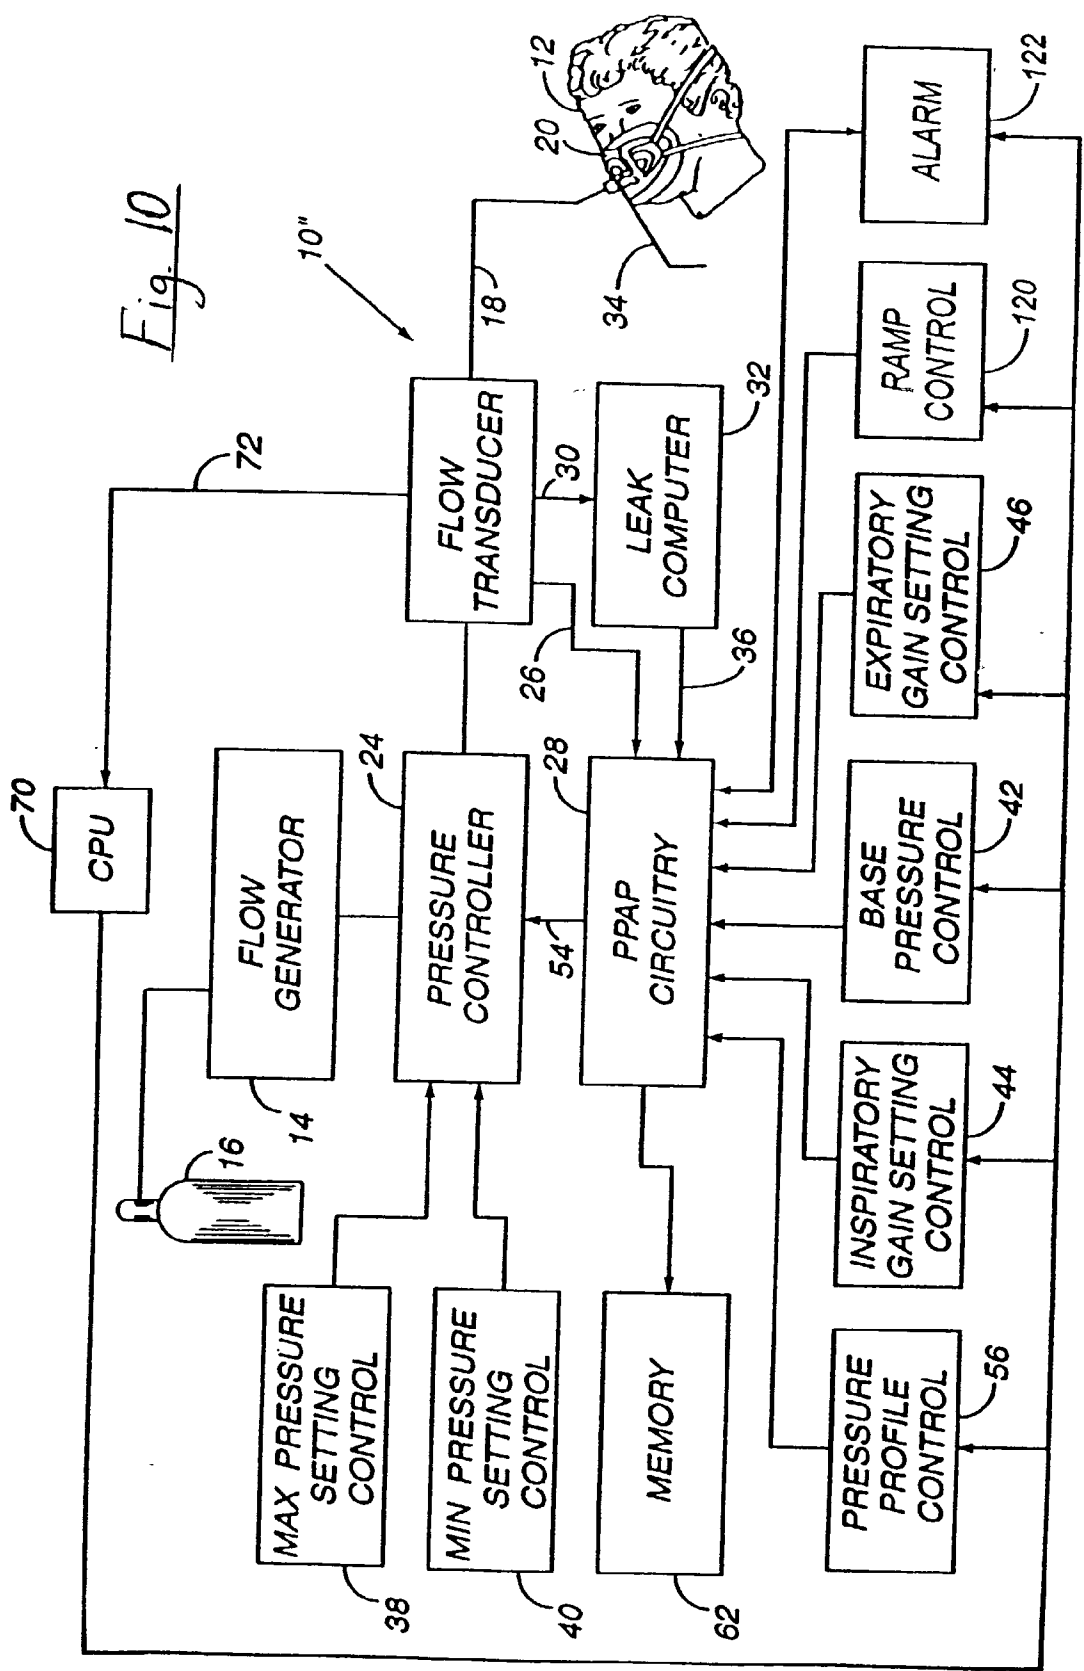 Fig. 10
70
CPU
72
10"
12
20
18
34
16
14
FLOW
GENERATOR
24
PRESSURE
CONTROLLER
FLOW
TRANSDUCER
26
30
LEAK
COMPUTER
32
36
28
54
PPAP
CIRCUITRY
MAX PRESSURE
SETTING
CONTROL
38
MIN PRESSURE
SETTING
CONTROL
40
MEMORY
62
PRESSURE
PROFILE
CONTROL
56
INSPIRATORY
GAIN SETTING
CONTROL
44
BASE
PRESSURE
CONTROL
42
EXPIRATORY
GAIN SETTING
CONTROL
46
RAMP
CONTROL
120
ALARM
122